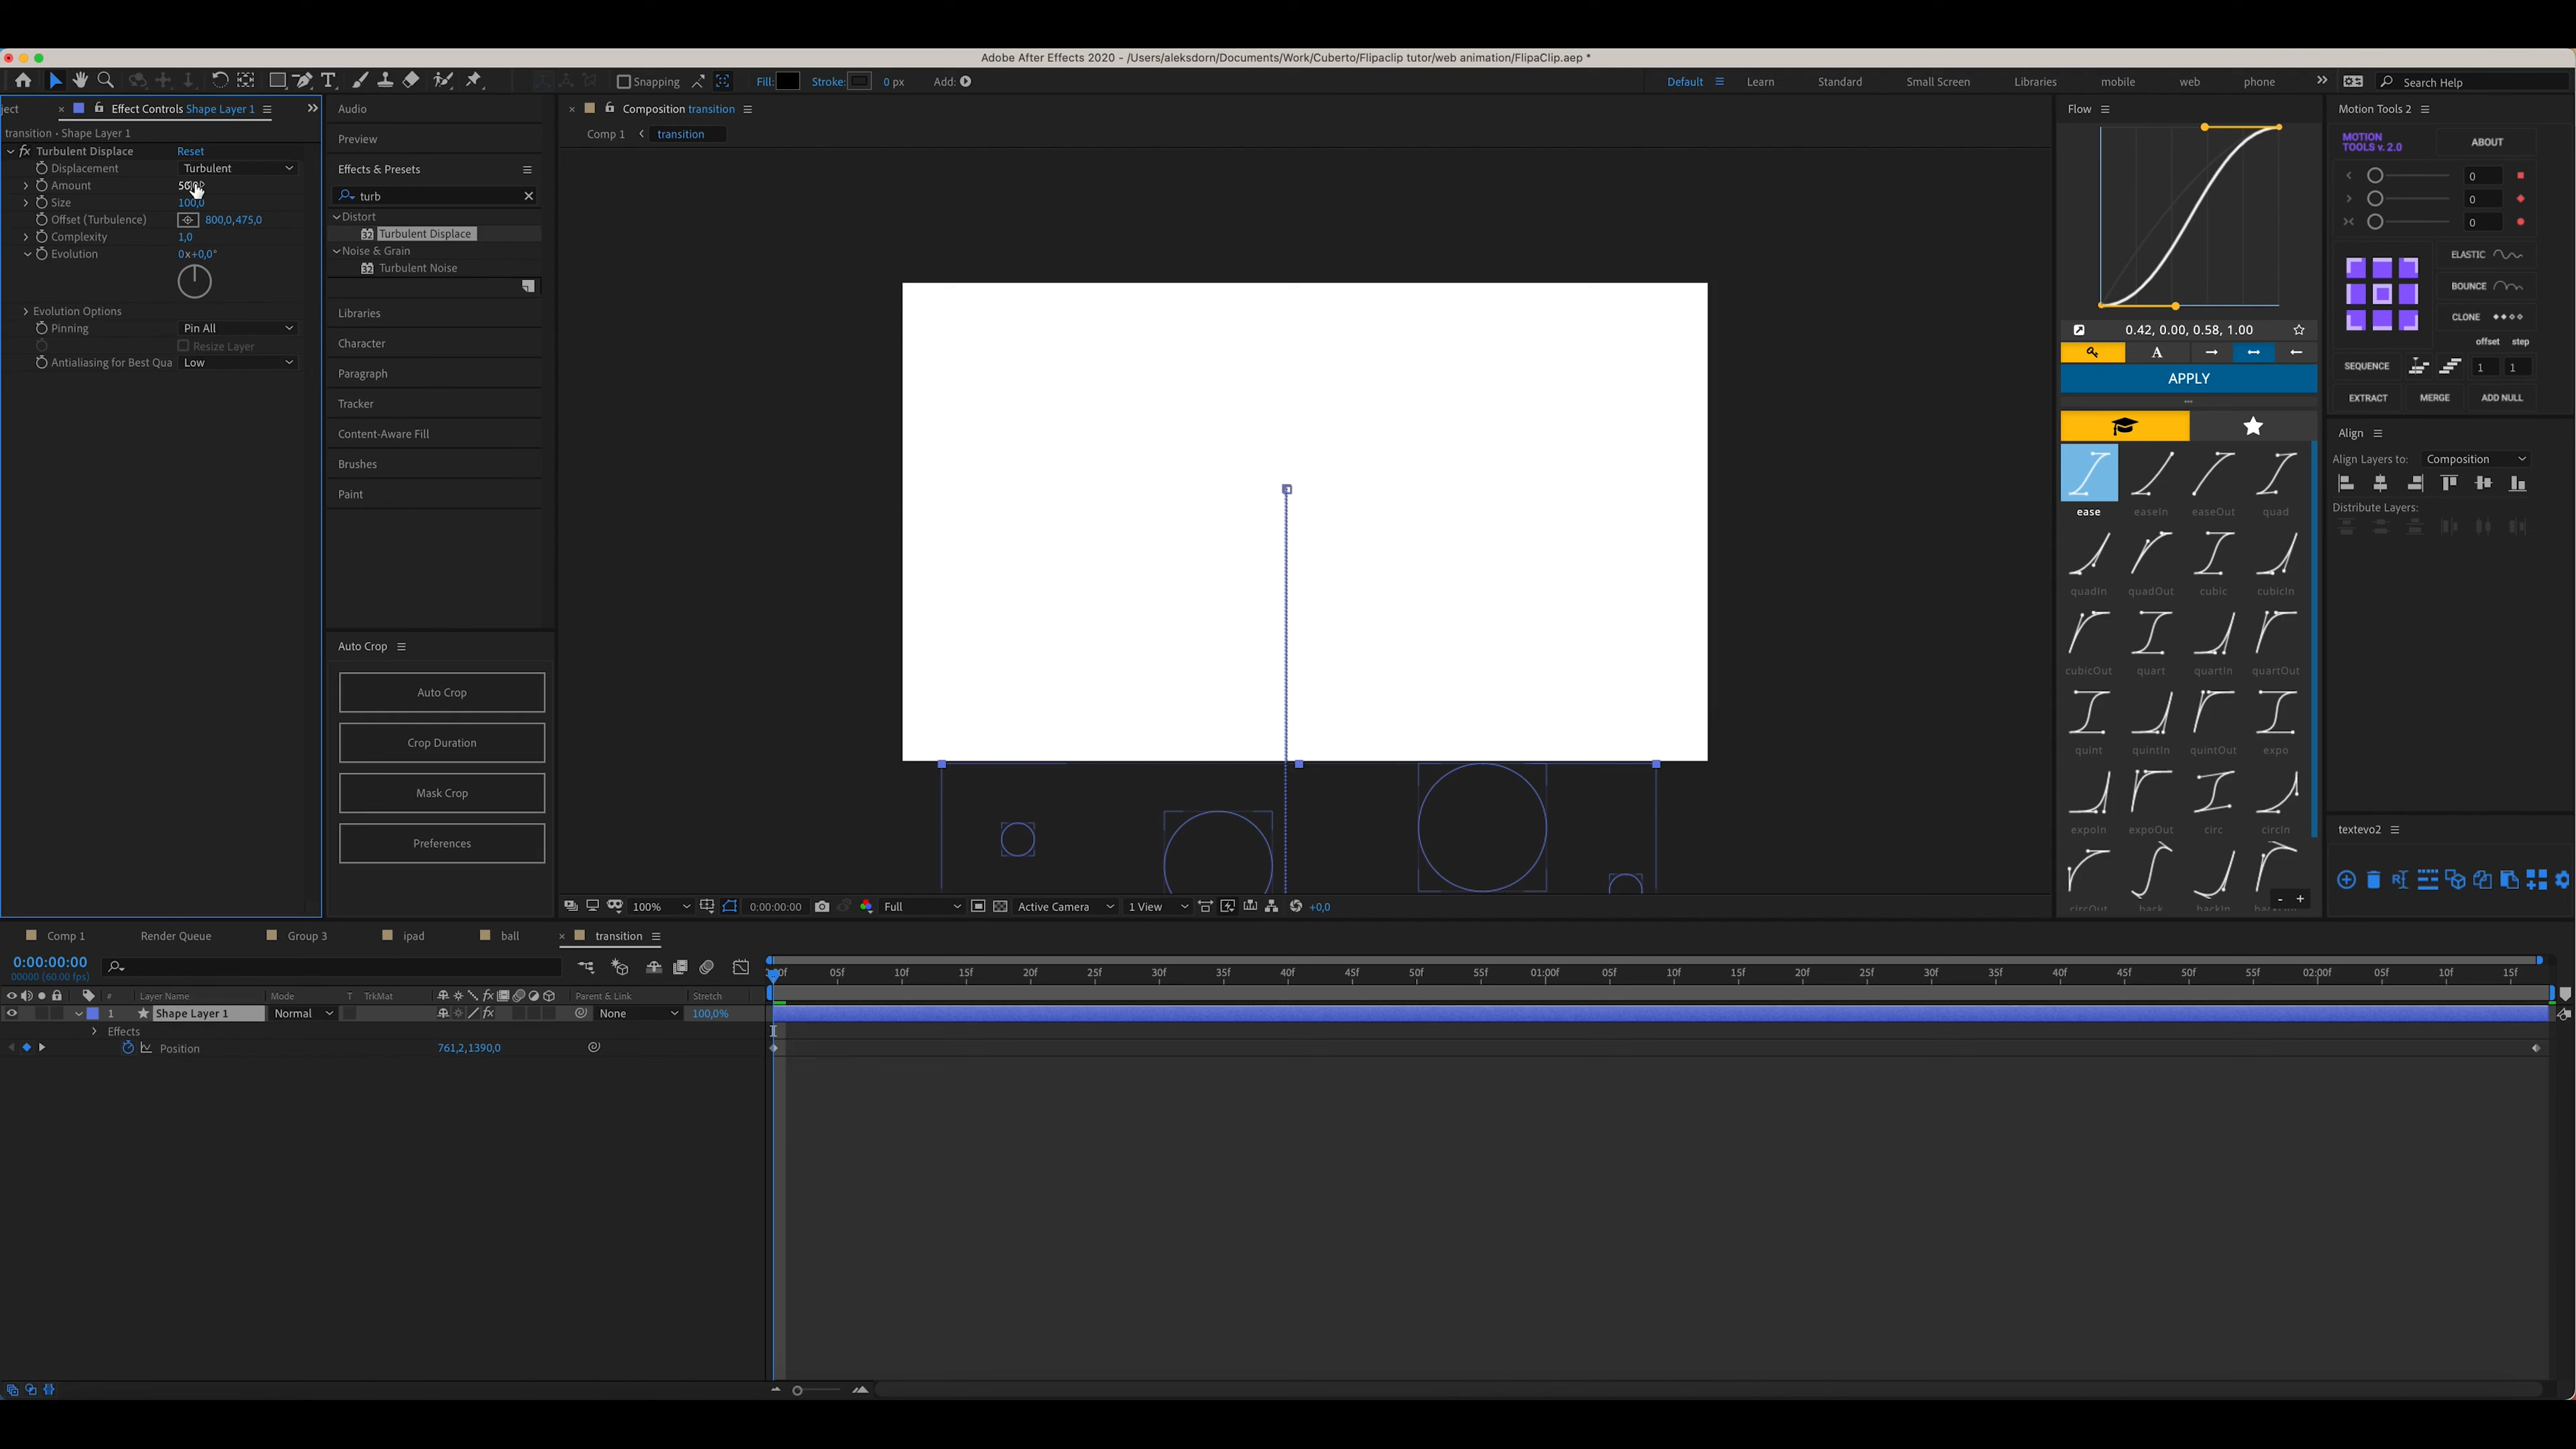 Adobe After Effects 2020 - /Users/aleksdorn/Documents/Work/Cuberto/Flipaclip tutor/web animation/FlipaClip.aep *
Snapping Fill: Stroke: 0 px Add: Default Learn Standard Small Screen Libraries mobile web phone Search Help
ject Effect Controls Shape Layer 1
transition • Shape Layer 1
fx Turbulent Displace Reset
Displacement Turbulent
Amount
Size 100,0
Offset (Turbulence) 800,0,475,0
Complexity 1,0
Evolution 0x+0,0°
Evolution Options
Pinning Pin All
Resize Layer
Antialiasing for Best Qua Low
Audio
Preview
Effects & Presets
turb
Distort
32 Turbulent Displace
Noise & Grain
32 Turbulent Noise
Libraries
Character
Paragraph
Tracker
Content-Aware Fill
Brushes
Paint
Auto Crop
Auto Crop
Crop Duration
Mask Crop
Preferences
Composition transition
Comp 1 transition
100% 0:00:00:00 Full Active Camera 1 View +0,0
Flow
0.42, 0.00, 0.58, 1.00
A
APPLY
ease easeIn easeOut quad
quadIn quadOut cubic cubicIn
cubicOut quart quartIn quartOut
quint quintIn quintOut expo
expoIn expoOut circ circIn
circOut back backIn
- +
Motion Tools 2
MOTION TOOLS v. 2.0 ABOUT
0
0
0
ELASTIC
BOUNCE
CLONE
offset step
SEQUENCE 1 1
EXTRACT MERGE ADD NULL
Align
Align Layers to: Composition
Distribute Layers:
textevo2
Comp 1 Render Queue Group 3 ipad ball transition
0:00:00:00
00000 (60.00 fps)
05f 10f 15f 20f 25f 30f 35f 40f 45f 50f 55f 01:00f 05f 10f 15f 20f 25f 30f 35f 40f 45f 50f 55f 02:00f 05f 10f 15f
# Layer Name Mode T TrkMat fx Parent & Link Stretch
1 Shape Layer 1 Normal fx None 100,0%
Effects
Position 761,2,1390,0